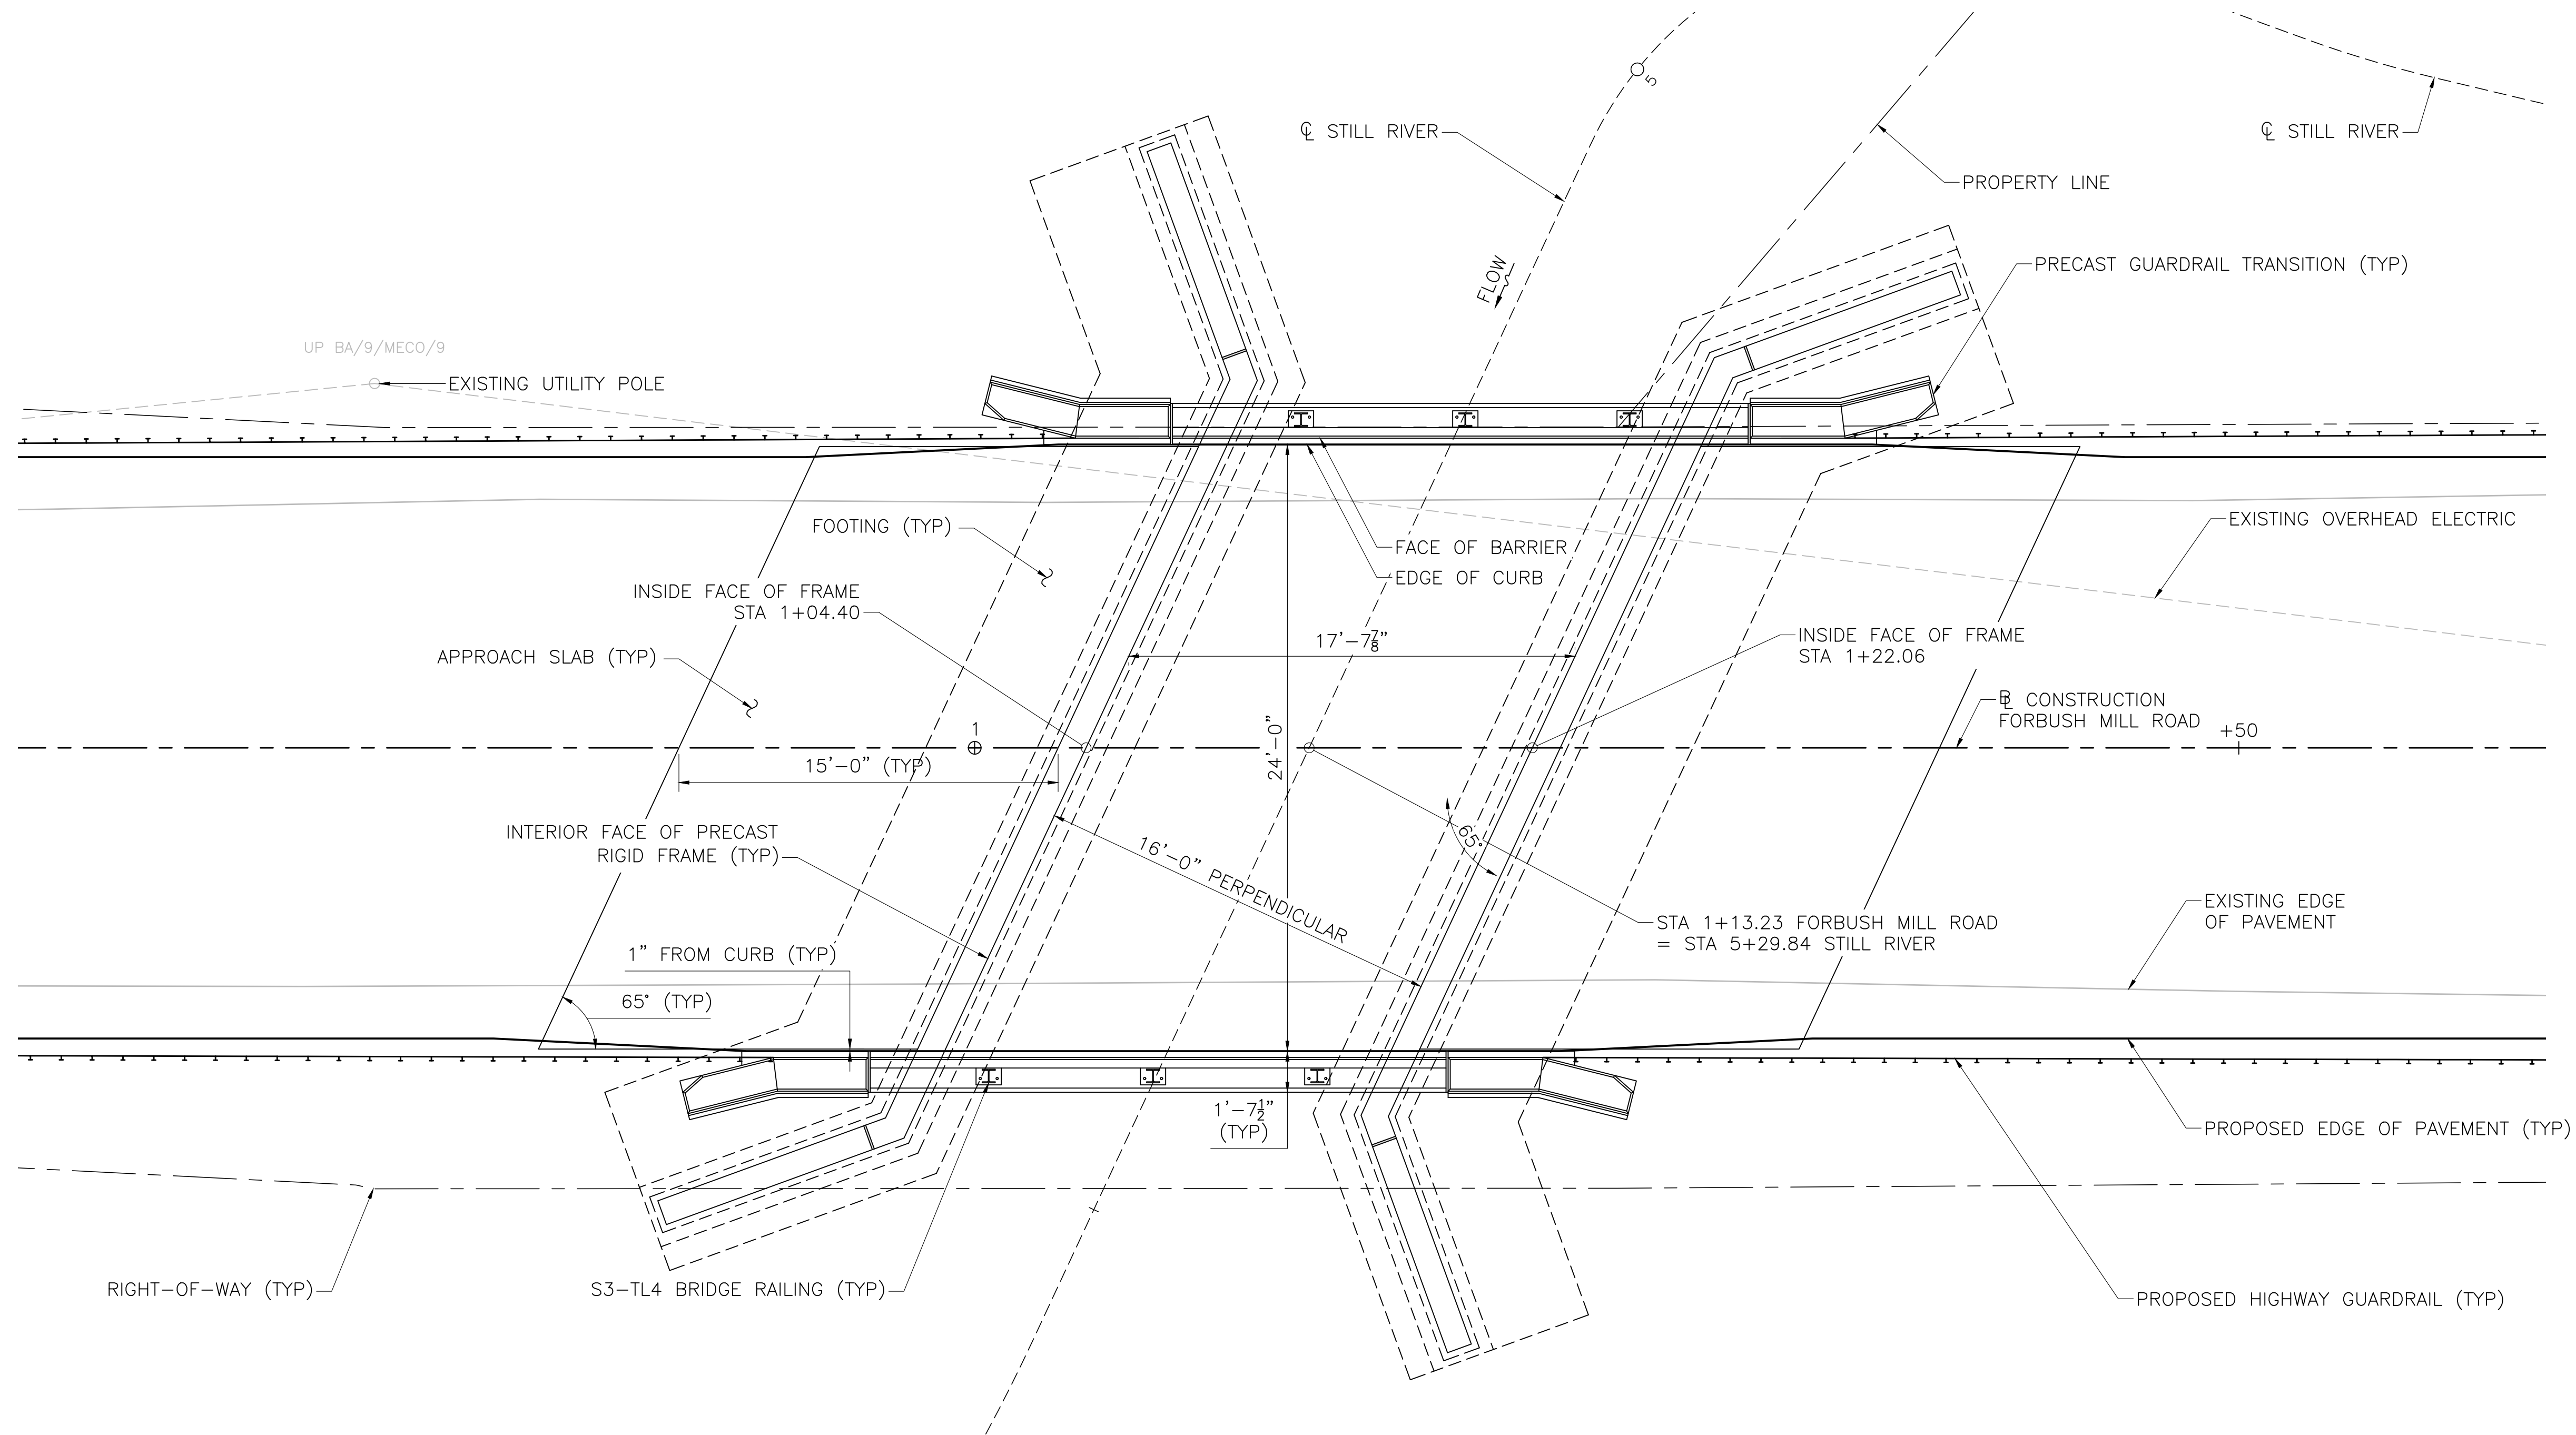 5
℄ STILL RIVER
℄ STILL RIVER
PROPERTY LINE
FLOW
PRECAST GUARDRAIL TRANSITION (TYP)
UP BA/9/MECO/9
EXISTING UTILITY POLE
FOOTING (TYP)
EXISTING OVERHEAD ELECTRIC
FACE OF BARRIER
EDGE OF CURB
INSIDE FACE OF FRAME
STA 1+04.40
17'-7 7/8"
INSIDE FACE OF FRAME
STA 1+22.06
APPROACH SLAB (TYP)
BL CONSTRUCTION
FORBUSH MILL ROAD
+50
1
24'-0"
15'-0" (TYP)
INTERIOR FACE OF PRECAST
RIGID FRAME (TYP)
65°
16'-0" PERPENDICULAR
STA 1+13.23 FORBUSH MILL ROAD
= STA 5+29.84 STILL RIVER
EXISTING EDGE
OF PAVEMENT
1" FROM CURB (TYP)
65° (TYP)
1'-7 1/2"
(TYP)
PROPOSED EDGE OF PAVEMENT (TYP)
RIGHT-OF-WAY (TYP)
S3-TL4 BRIDGE RAILING (TYP)
PROPOSED HIGHWAY GUARDRAIL (TYP)